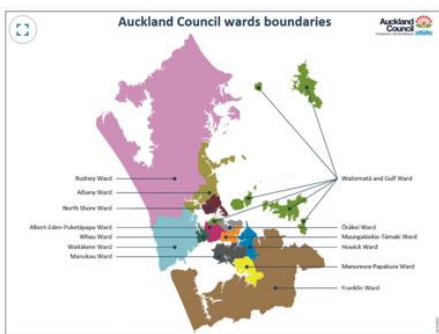 Auckland Council wards boundaries
Auckland
Council
Rodney Ward
Albany Ward
North Shore Ward
Albert-Eden-Puketāpapa Ward
Whau Ward
Waitākere Ward
Manukau Ward
Waitematā and Gulf Ward
Ōrākei Ward
Maungakiekie-Tāmaki Ward
Howick Ward
Manurewa-Papakura Ward
Franklin Ward